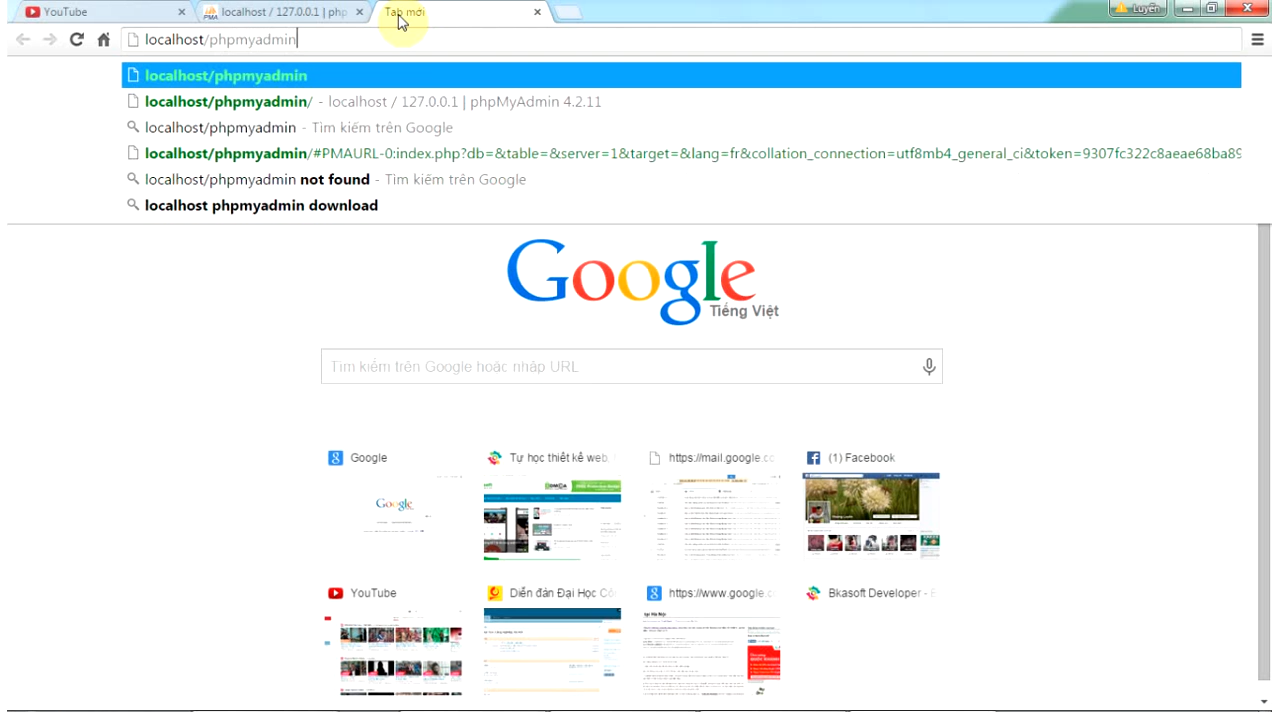 YouTube
localhost / 127.0.0.1 | php
Tab mới
Luyến
localhost/phpmyadmin
localhost/phpmyadmin
localhost/phpmyadmin/ - localhost / 127.0.0.1 | phpMyAdmin 4.2.11
localhost/phpmyadmin - Tìm kiếm trên Google
localhost/phpmyadmin/#PMAURL-0:index.php?db=&table=&server=1&target=&lang=fr&collation_connection=utf8mb4_general_ci&token=9307fc322c8aeae68ba89
localhost/phpmyadmin not found - Tìm kiếm trên Google
localhost phpmyadmin download
Google
Tiếng Việt
Tìm kiếm trên Google hoặc nhập URL
Google
Tự học thiết kế web,
https://mail.google.co
(1) Facebook
Google
YouTube
Diễn đàn Đại Học Cô
https://www.google.c
Bkasoft Developer -